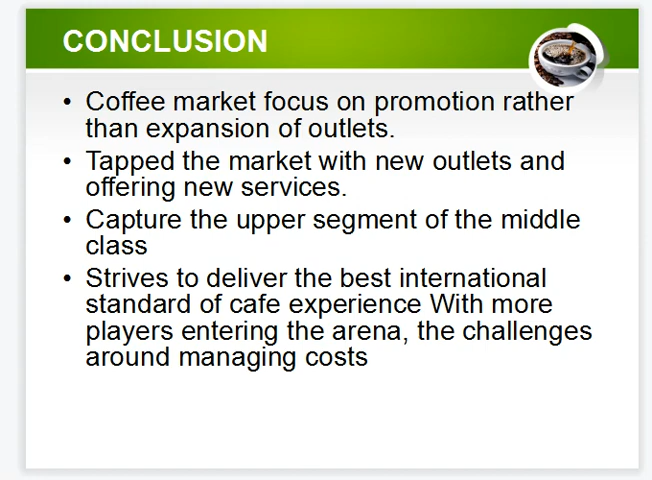 CONCLUSION
• Coffee market focus on promotion rather
than expansion of outlets.
• Tapped the market with new outlets and
offering new services.
• Capture the upper segment of the middle
class
• Strives to deliver the best international
standard of cafe experience With more
players entering the arena, the challenges
around managing costs